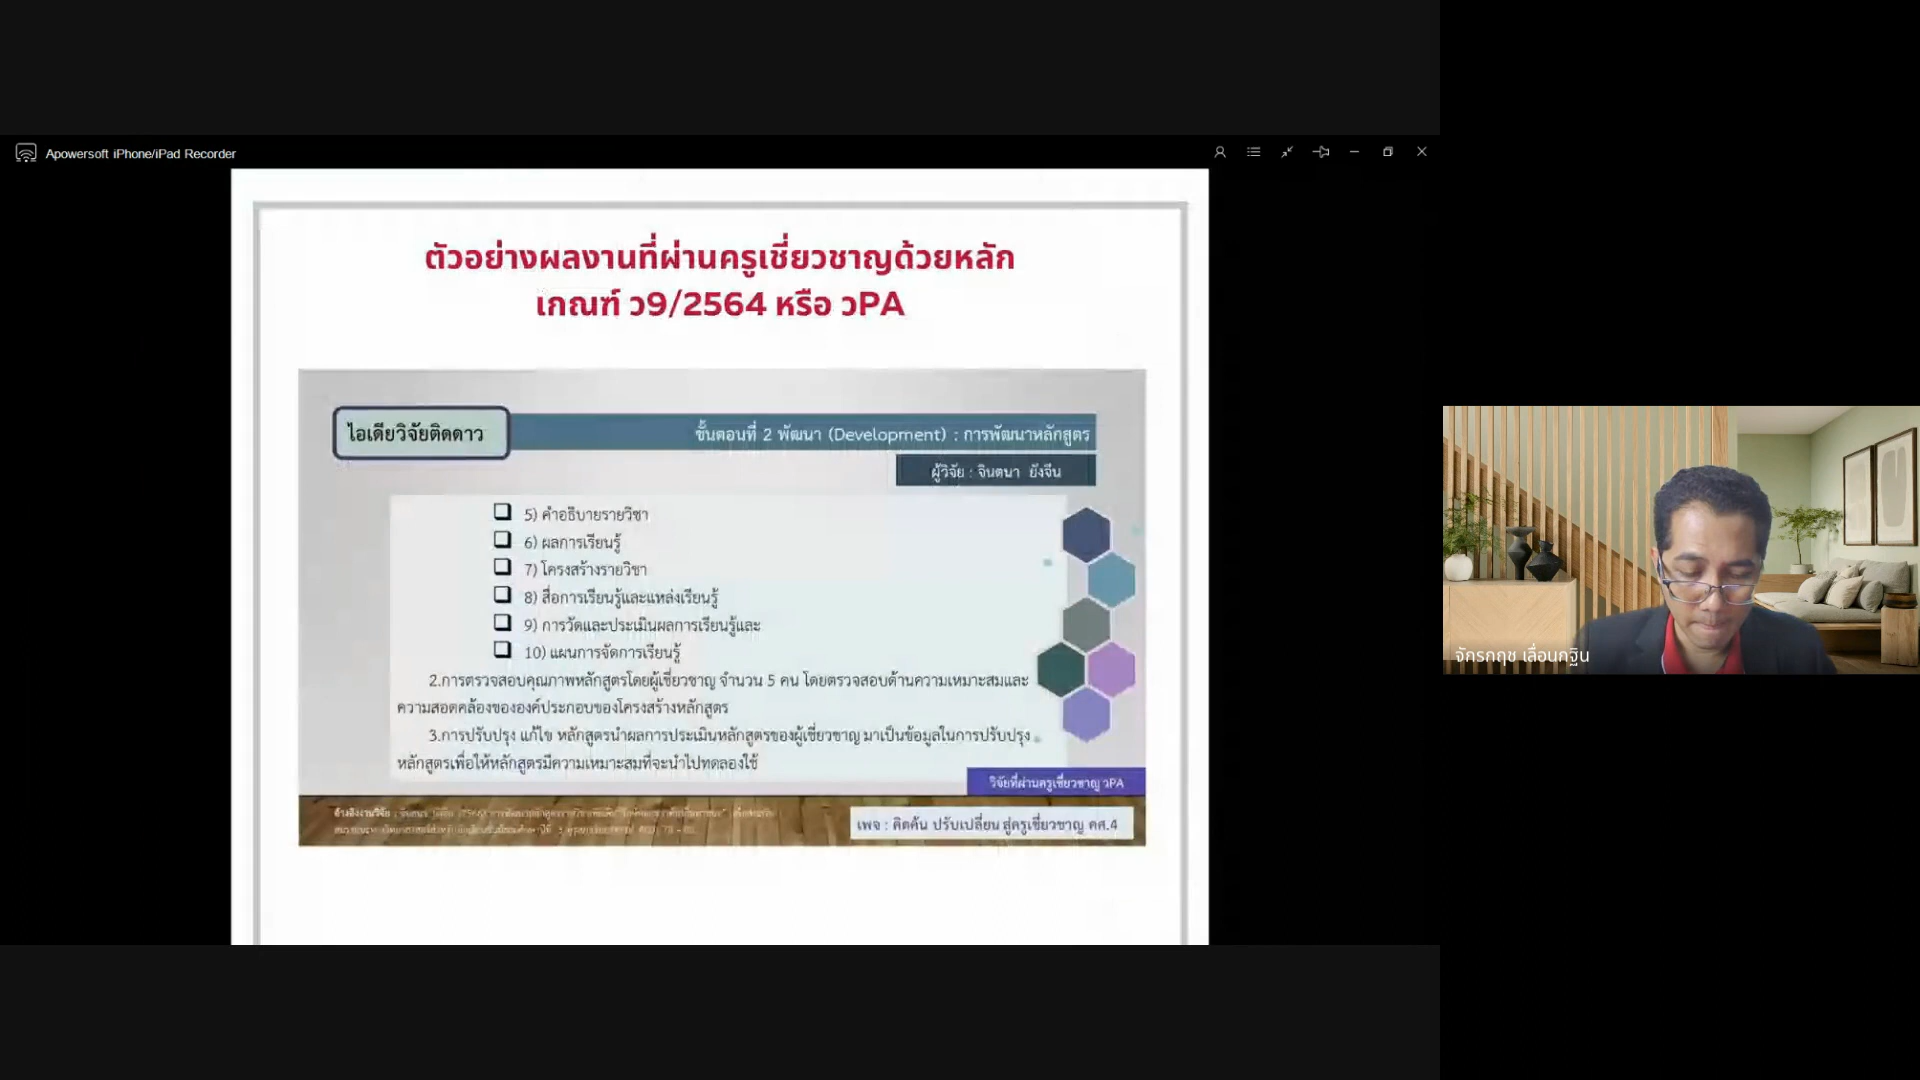 Apowersoft iPhone/iPad Recorder
ตัวอย่างผลงานที่ผ่านครูเชี่ยวชาญด้วยหลัก
เกณฑ์ ว9/2564 หรือ วPA
ไอเดียวิจัยติดดาว
ขั้นตอนที่ 2 พัฒนา (Development) : การพัฒนาหลักสูตร
ผู้วิจัย : จินตนา ยังจีน
5) คำอธิบายรายวิชา
6) ผลการเรียนรู้
7) โครงสร้างรายวิชา
8) สื่อการเรียนรู้และแหล่งเรียนรู้
9) การวัดและประเมินผลการเรียนรู้และ
10) แผนการจัดการเรียนรู้
2.การตรวจสอบคุณภาพหลักสูตรโดยผู้เชี่ยวชาญ จำนวน 5 คน โดยตรวจสอบด้านความเหมาะสมและ
ความสอดคล้องขององค์ประกอบของโครงสร้างหลักสูตร
3.การปรับปรุง แก้ไข หลักสูตรนำผลการประเมินหลักสูตรของผู้เชี่ยวชาญ มาเป็นข้อมูลในการปรับปรุง
หลักสูตรเพื่อให้หลักสูตรมีความเหมาะสมที่จะนำไปทดลองใช้
วิจัยที่ผ่านครูเชี่ยวชาญ วPA
อ้างอิงงานวิจัย :
เพจ : คิดค้น ปรับเปลี่ยน สู่ครูเชี่ยวชาญ คศ.4
จักรกฤช เลื่อนกฐิน